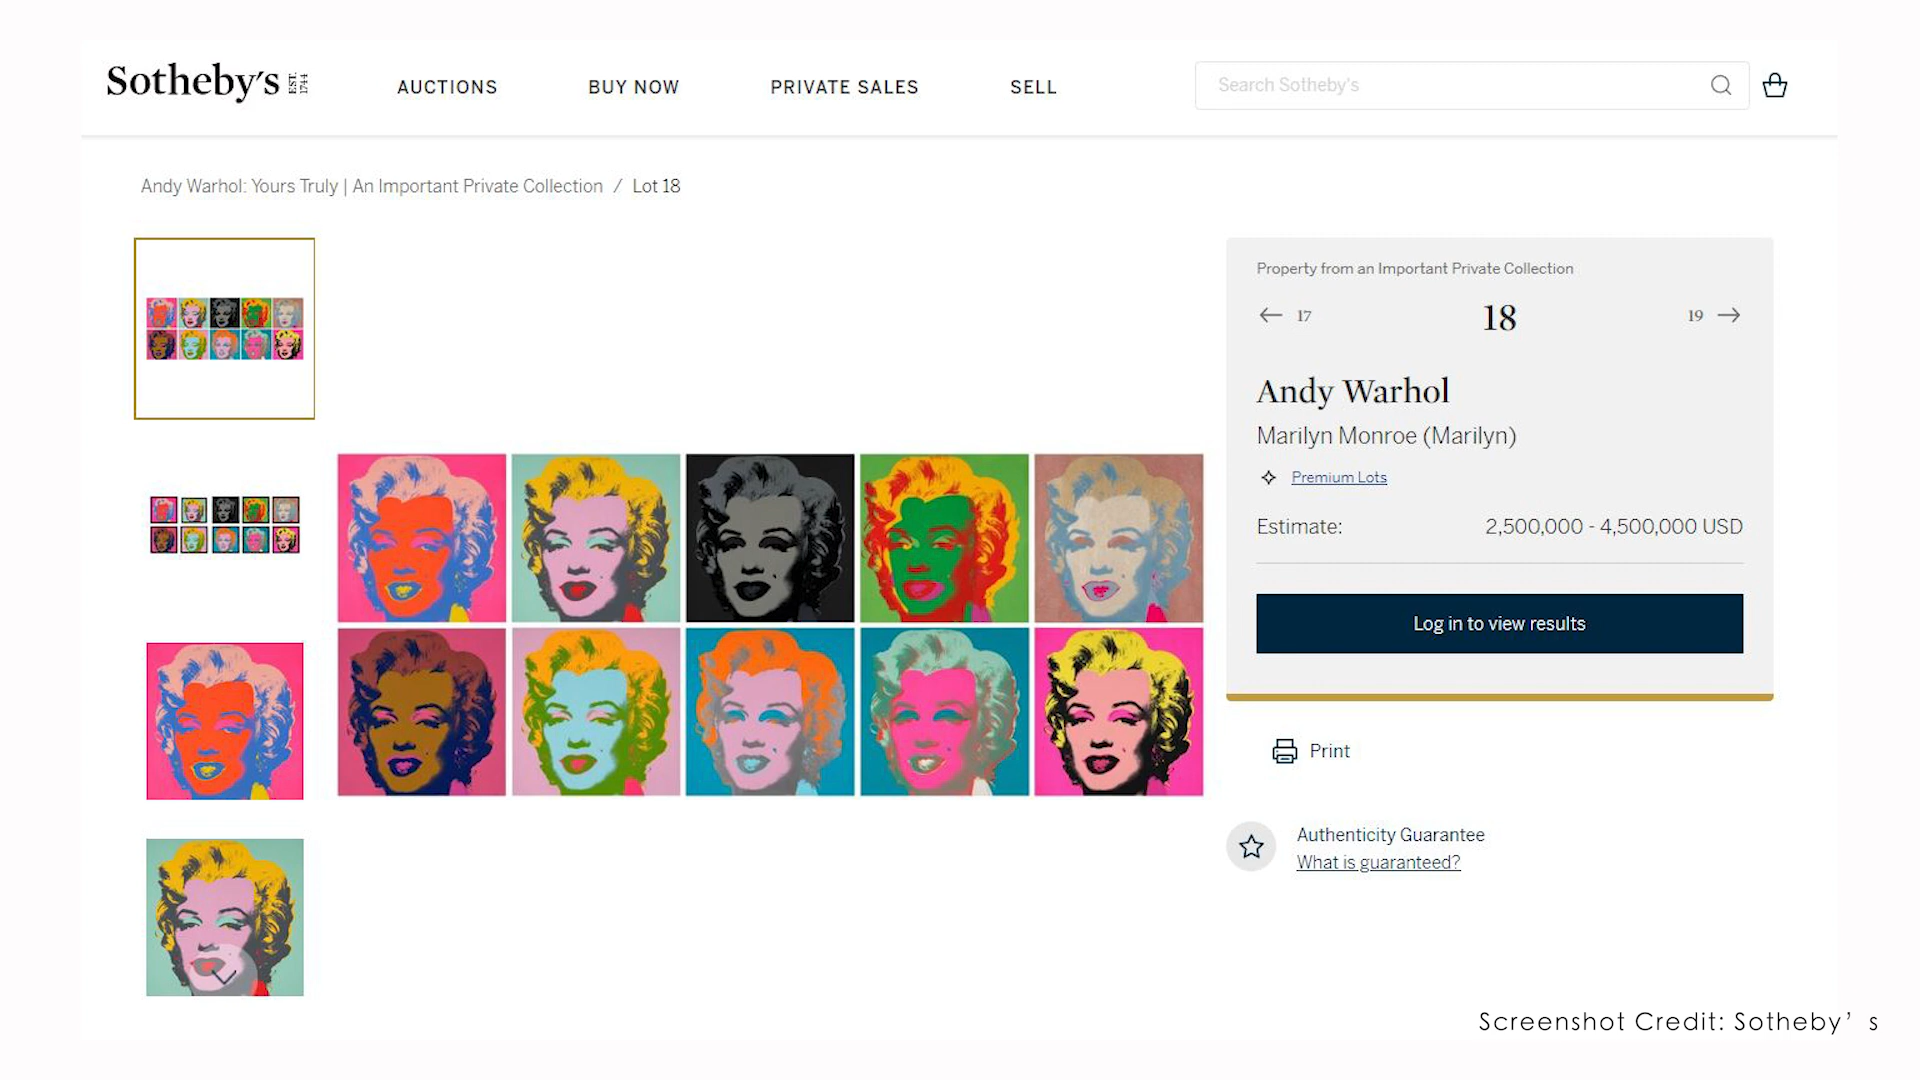 Sotheby's EST. 1744
AUCTIONS
BUY NOW
PRIVATE SALES
SELL
Search Sotheby's
Andy Warhol: Yours Truly | An Important Private Collection / Lot 18
Property from an Important Private Collection
17
18
19
Andy Warhol
Marilyn Monroe (Marilyn)
Premium Lots
Estimate: 2,500,000 - 4,500,000 USD
Log in to view results
Print
Authenticity Guarantee
What is guaranteed?
Screenshot Credit: Sotheby’s